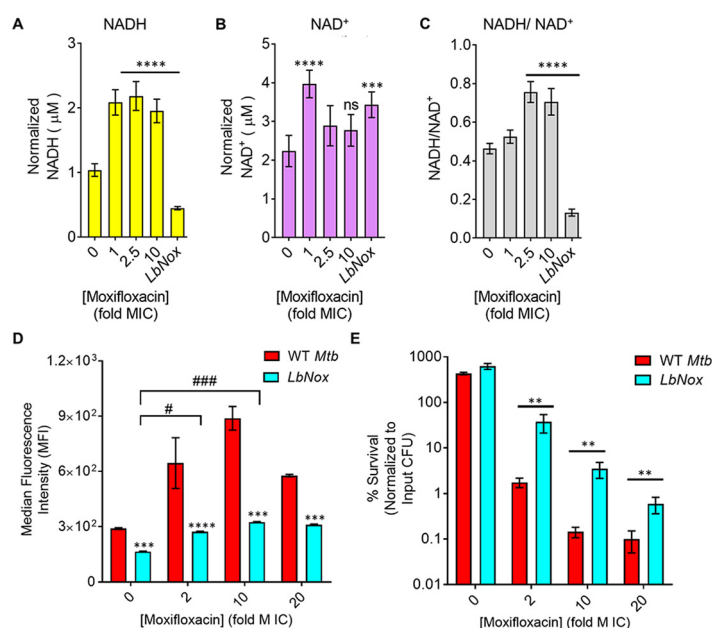 A
NADH
Normalized
NADH ( μM)
3
2
1
0
****
0
1
2.5
10
LbNox
[Moxifloxacin]
(fold MIC)
B
NAD⁺
Normalized
NAD⁺ ( μM)
5
4
3
2
1
0
****
ns
***
0
1
2.5
10
LbNox
[Moxifloxacin]
(fold MIC)
C
NADH/ NAD⁺
NADH/NAD⁺
0.8
0.6
0.4
0.2
0.0
****
0
1
2.5
10
LbNox
[Moxifloxacin]
(fold MIC)
D
WT Mtb
LbNox
Median Fluorescence
Intensity (MFI)
1.2×10³
9×10²
6×10²
3×10²
0
###
#
***
****
***
***
0
2
10
20
[Moxifloxacin] (fold M IC)
E
WT Mtb
LbNox
% Survival
(Normalized to
Input CFU)
1000
100
10
1
0.1
0.01
**
**
**
0
2
10
20
[Moxifloxacin] (fold MIC)